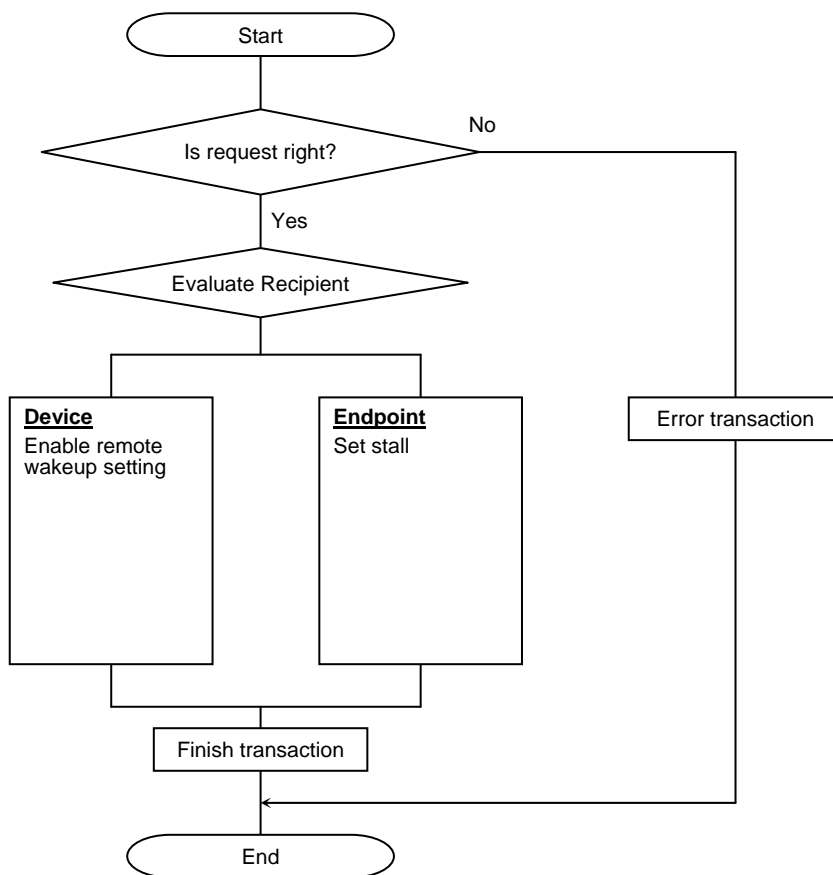 Start
No
Is request right?
Yes
Evaluate Recipient
Device
Enable remote
wakeup setting
Endpoint
Set stall
Error transaction
Finish transaction
End